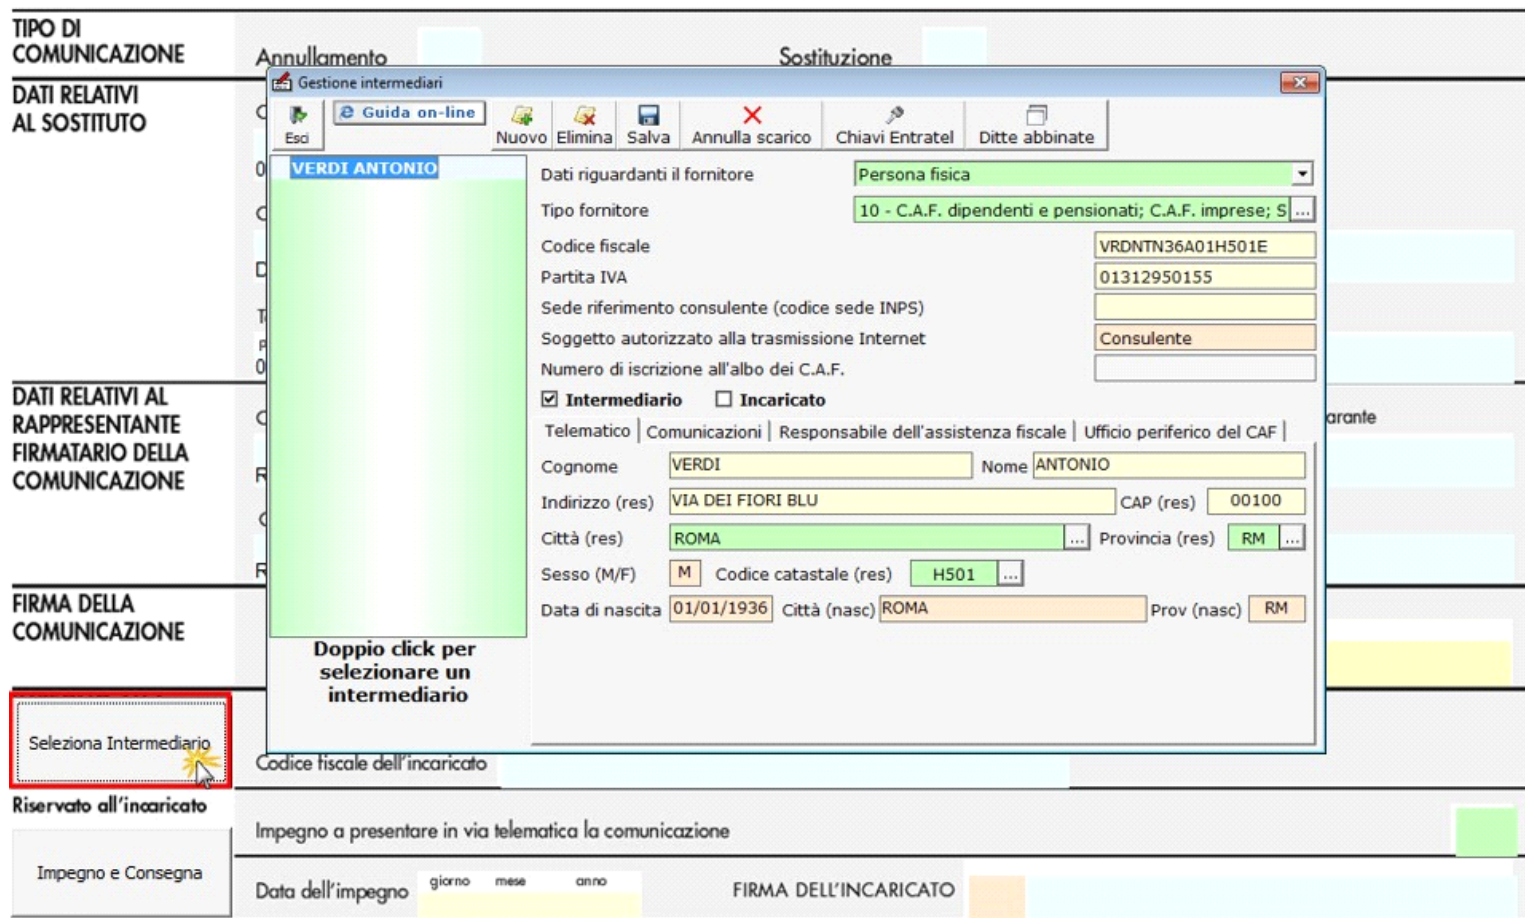 TIPO DI
COMUNICAZIONE
Annullamento
Sostituzione
DATI RELATIVI
AL SOSTITUTO
Gestione intermediari
Esci
Guida on-line
Nuovo
Elimina
Salva
Annulla scarico
Chiavi Entratel
Ditte abbinate
VERDI ANTONIO
Dati riguardanti il fornitore
Persona fisica
Tipo fornitore
10 - C.A.F. dipendenti e pensionati; C.A.F. imprese; S ...
Codice fiscale
VRDNTN36A01H501E
Partita IVA
01312950155
Sede riferimento consulente (codice sede INPS)
Soggetto autorizzato alla trasmissione Internet
Consulente
Numero di iscrizione all'albo dei C.A.F.
Intermediario
Incaricato
Telematico
Comunicazioni
Responsabile dell'assistenza fiscale
Ufficio periferico del CAF
Cognome
VERDI
Nome
ANTONIO
Indirizzo (res)
VIA DEI FIORI BLU
CAP (res)
00100
Città (res)
ROMA ...
Provincia (res)
RM ...
Sesso (M/F)
M
Codice catastale (res)
H501 ...
Data di nascita
01/01/1936
Città (nasc)
ROMA
Prov (nasc)
RM
Doppio click per
selezionare un
intermediario
DATI RELATIVI AL
RAPPRESENTANTE
FIRMATARIO DELLA
COMUNICAZIONE
arante
FIRMA DELLA
COMUNICAZIONE
Seleziona Intermediario
Codice fiscale dell'incaricato
Riservato all'incaricato
Impegno a presentare in via telematica la comunicazione
Impegno e Consegna
Data dell'impegno
giorno
mese
anno
FIRMA DELL'INCARICATO